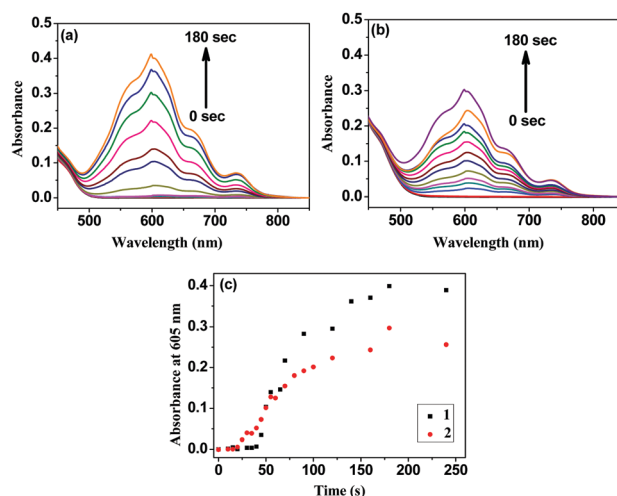 (a)
180 sec
0 sec
Absorbance
0.5
0.4
0.3
0.2
0.1
0.0
500 600 700 800
Wavelength (nm)
(b)
180 sec
0 sec
Absorbance
0.5
0.4
0.3
0.2
0.1
0.0
500 600 700 800
Wavelength (nm)
(c)
Absorbance at 605 nm
0.4
0.3
0.2
0.1
0.0
1
2
0 50 100 150 200 250
Time (s)